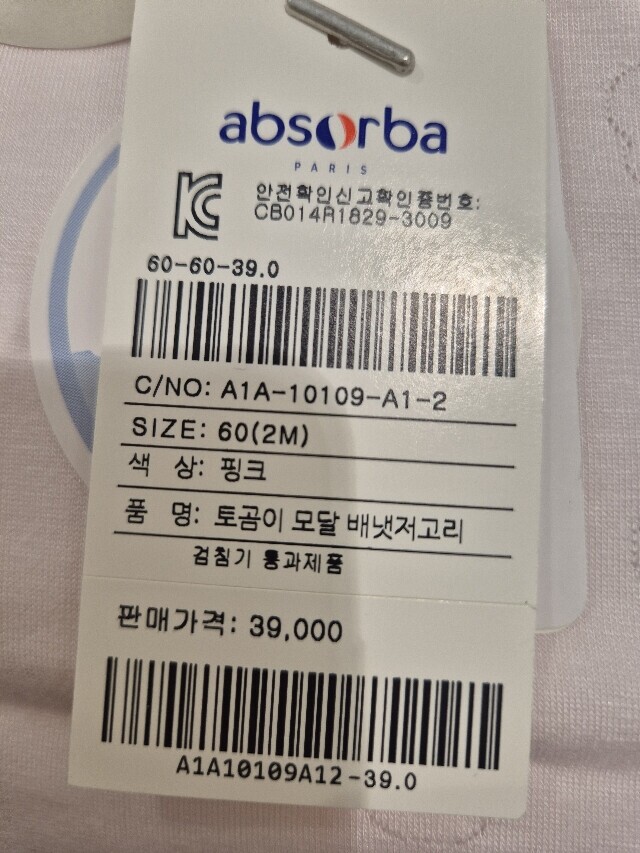 absorba
PARIS
안전확인신고확인증번호:
CB014R1829-3009
60-60-39.0
C/NO: A1A-10109-A1-2
SIZE: 60(2M)
색 상: 핑크
품 명: 토곰이 모달 배냇저고리
검침기 통과제품
판매가격: 39,000
A1A10109A12-39.0